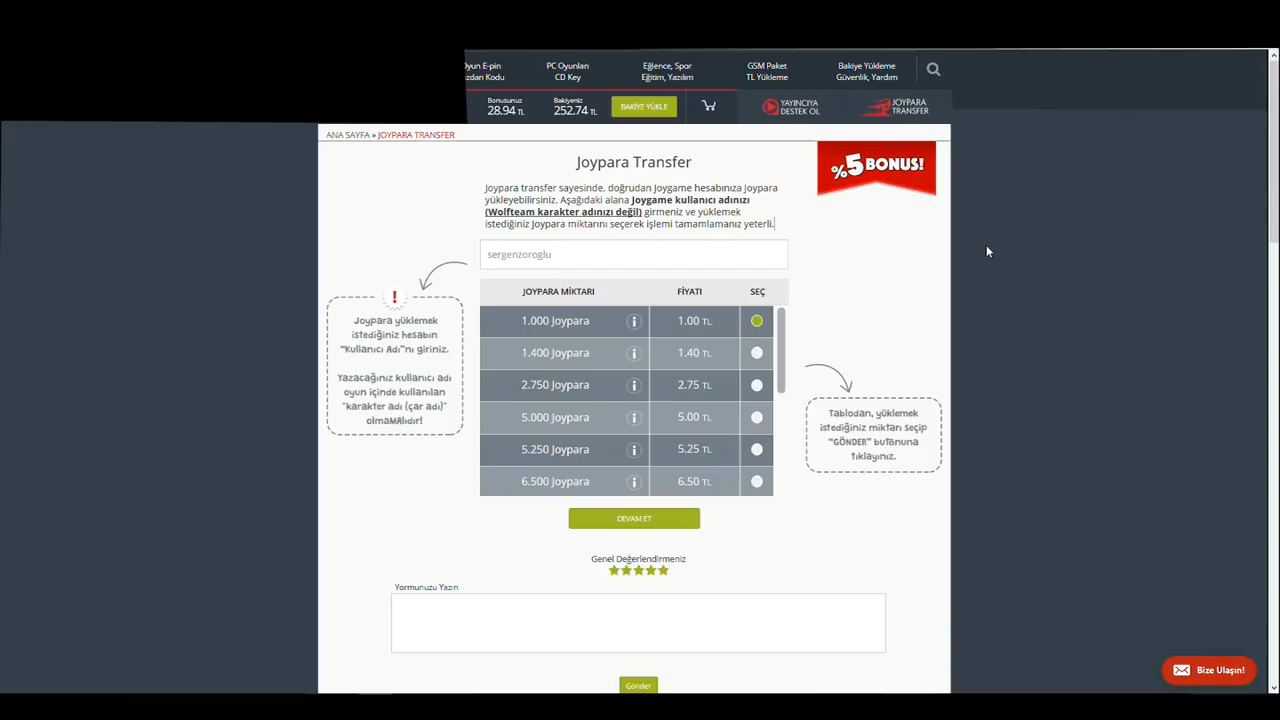 PC Oyunları
CD Key
Eğlence, Spor
Eğitim, Yazılım
GSM Paket
TL Yükleme
Bakiye Yükleme
Güvenlik, Yardım
Bonusunuz
28.94 TL
Bakiyeniz
252.74 TL
BAKİYE YÜKLE
YAYINCIYA
DESTEK OL
JOYPARA
TRANSFER
ANA SAYFA » JOYPARA TRANSFER
Joypara Transfer
%5 BONUS!
Joypara transfer sayesinde, doğrudan Joygame hesabınıza Joypara
yükleyebilirsiniz. Aşağıdaki alana Joygame kullanıcı adınızı
(Wolfteam karakter adınızı değil) girmeniz ve yüklemek
istediğiniz Joypara miktarını seçerek işlemi tamamlamanız yeterli.
sergenzoroglu
JOYPARA MİKTARI FİYATI SEÇ
1.000 Joypara i 1.00 TL
1.400 Joypara i 1.40 TL
2.750 Joypara i 2.75 TL
5.000 Joypara i 5.00 TL
5.250 Joypara i 5.25 TL
6.500 Joypara i 6.50 TL
!
Joypara yüklemek
istediğiniz hesabın
"Kullanıcı Adı"nı giriniz.
Yazacağınız kullanıcı adı
oyun içinde kullanılan
"karakter adı (çar adı)"
olmaMAlıdır!
Tablodan, yüklemek
istediğiniz miktarı seçip
"GÖNDER" butonuna
tıklayınız.
DEVAM ET
Genel Değerlendirmeniz
Yormunuzu Yazın
Gönder
Bize Ulaşın!